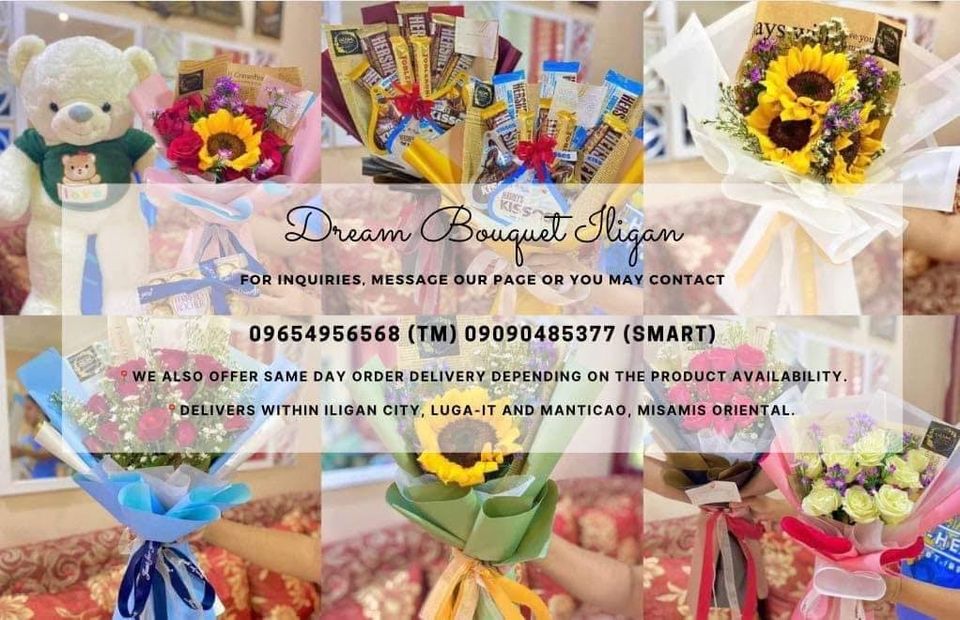 HERSHEY'S
KISSES
Dream Bouquet Iligan
FOR INQUIRIES, MESSAGE OUR PAGE OR YOU MAY CONTACT
09654956568 (TM) 09090485377 (SMART)
📍WE ALSO OFFER SAME DAY ORDER DELIVERY DEPENDING ON THE PRODUCT AVAILABILITY.
📍DELIVERS WITHIN ILIGAN CITY, LUGA-IT AND MANTICAO, MISAMIS ORIENTAL.